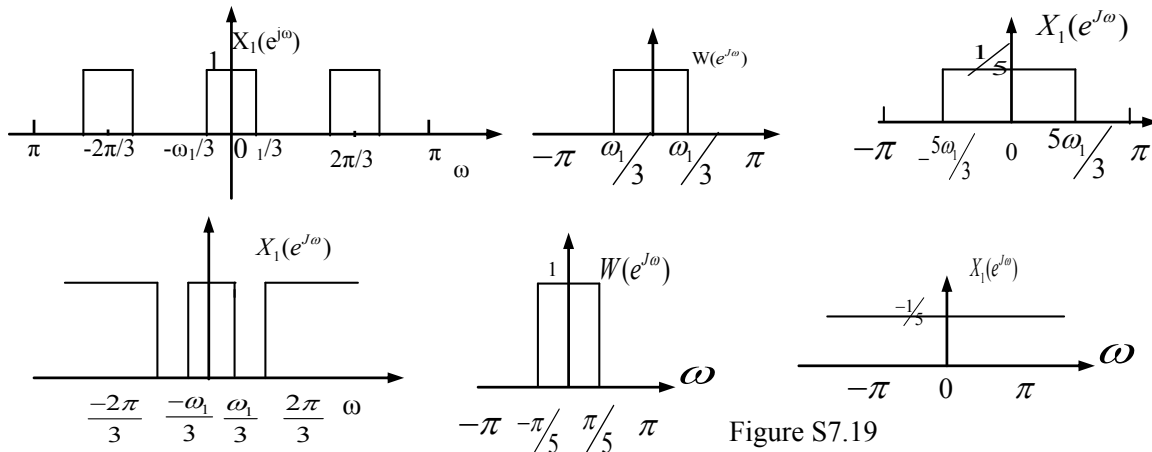 X₁(e^{jω})
1
π -2π/3 -ω₁/3 0 ₁/3 2π/3 π ω
W(e^{Jω})
-π ω₁/3 ω₁/3 π
X₁(e^{Jω})
1/5
-π -5ω₁/3 0 5ω₁/3 π
X₁(e^{Jω})
-2π/3 -ω₁/3 ω₁/3 2π/3 ω
W(e^{Jω})
1
ω
-π -π/5 π/5 π
X₁(e^{Jω})
-1/5
ω
-π 0 π
Figure S7.19